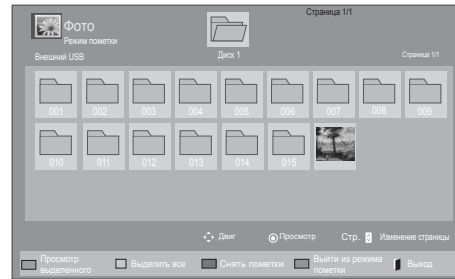 Страница 1/1
Фото
Режим пометки
Внешний USB
Диск 1
Страница 1/1
001 002 003 004 005 006 007 008 009
010 011 012 013 014 015
Двиг Просмотр Стр. Изменение страницы
Просмотр выделенного
Выделить все
Снять пометки
Выйти из режима пометки
Выход